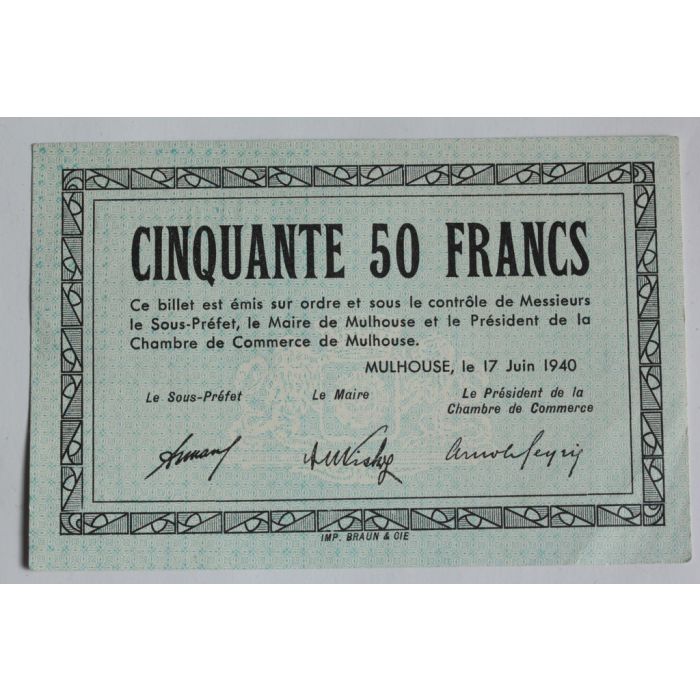 CINQUANTE 50 FRANCS
Ce billet est émis sur ordre et sous le contrôle de Messieurs
le Sous-Préfet, le Maire de Mulhouse et le Président de la
Chambre de Commerce de Mulhouse.
MULHOUSE, le 17 Juin 1940
Le Sous-Préfet Le Maire Le Président de la
Chambre de Commerce
IMP. BRAUN & CIE